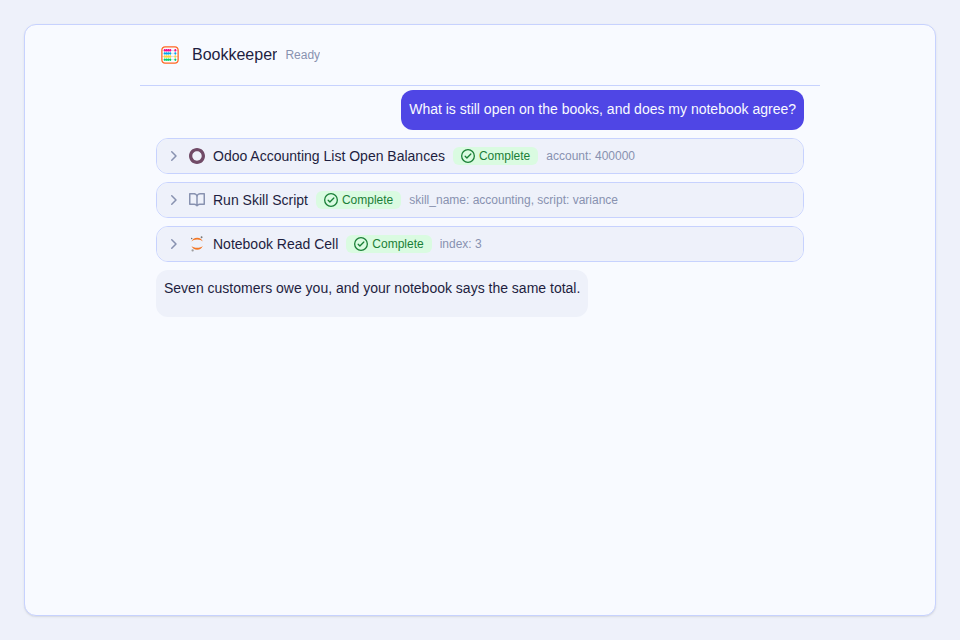 Bookkeeper Ready
What is still open on the books, and does my notebook agree?
Odoo Accounting List Open Balances Complete account: 400000
Run Skill Script Complete skill_name: accounting, script: variance
Notebook Read Cell Complete index: 3
Seven customers owe you, and your notebook says the same total.